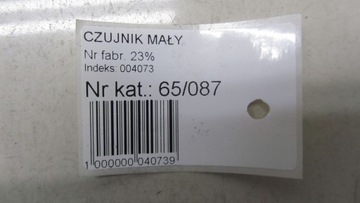 CZUJNIK MAŁY
Nr fabr. 23%
Indeks: 004073
Nr kat.: 65/087
1 000000 040739